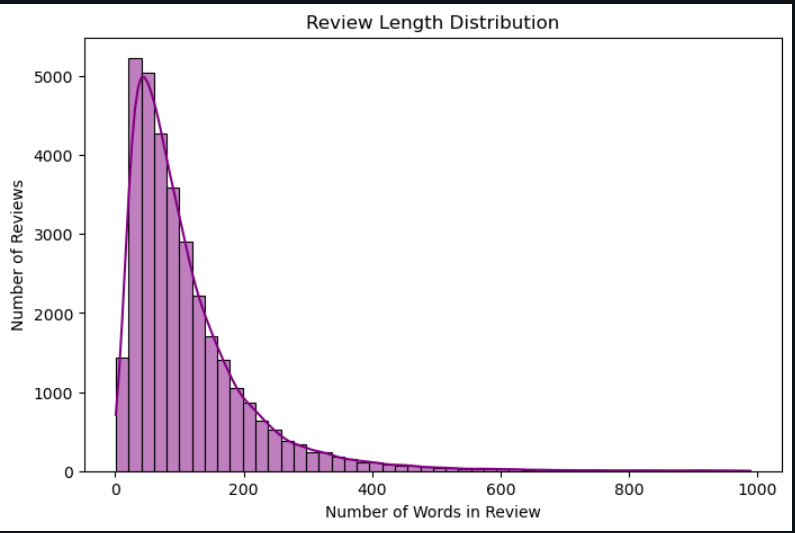 Review Length Distribution
Number of Reviews
5000
4000
3000
2000
1000
0
0 200 400 600 800 1000
Number of Words in Review